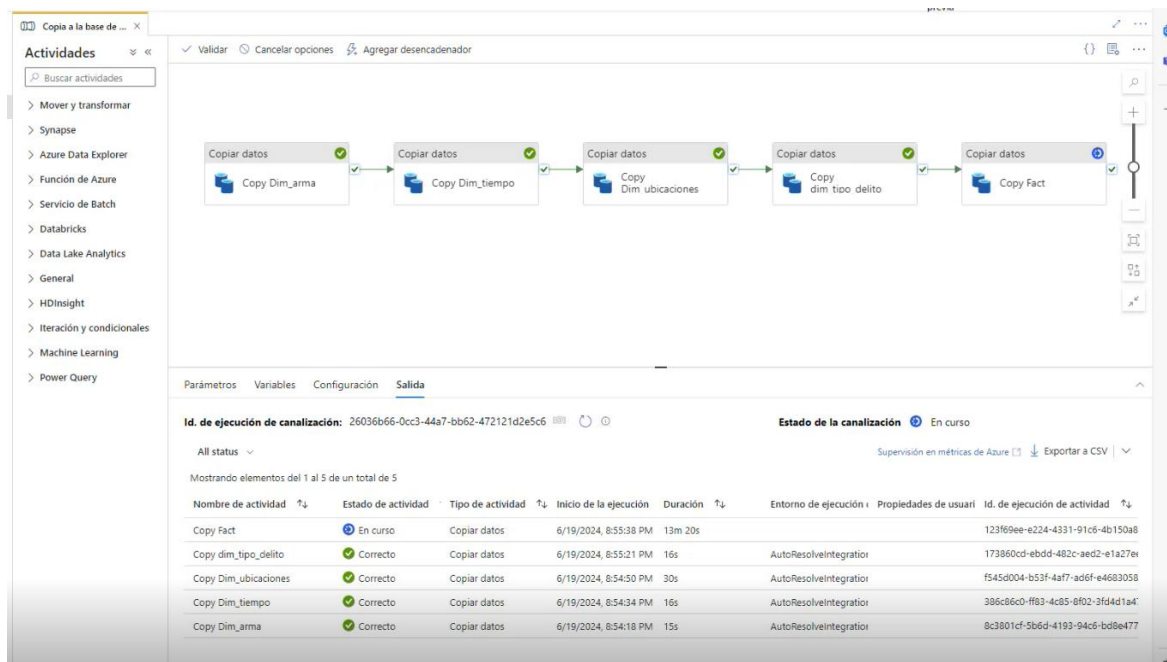 Copia a la base de ...
Actividades
Validar Cancelar opciones Agregar desencadenador
Buscar actividades
Mover y transformar
Synapse
Azure Data Explorer
Función de Azure
Servicio de Batch
Databricks
Data Lake Analytics
General
HDInsight
Iteración y condicionales
Machine Learning
Power Query
Copiar datos
Copy Dim_arma
Copiar datos
Copy Dim_tiempo
Copiar datos
Copy
Dim_ubicaciones
Copiar datos
Copy
dim_tipo_delito
Copiar datos
Copy Fact
Parámetros Variables Configuración Salida
Id. de ejecución de canalización: 26036b66-0cc3-44a7-bb62-472121d2e5c6
Estado de la canalización En curso
All status
Supervisión en métricas de Azure Exportar a CSV
Mostrando elementos del 1 al 5 de un total de 5
Nombre de actividad Estado de actividad Tipo de actividad Inicio de la ejecución Duración Entorno de ejecución Propiedades de usuari Id. de ejecución de actividad
Copy Fact En curso Copiar datos 6/19/2024, 8:55:38 PM 13m 20s 123f69ee-e224-4331-91c6-4b150a8
Copy dim_tipo_delito Correcto Copiar datos 6/19/2024, 8:55:21 PM 16s AutoResolveIntegration 173860cd-ebdd-482c-aed2-e1a27e
Copy Dim_ubicaciones Correcto Copiar datos 6/19/2024, 8:54:50 PM 30s AutoResolveIntegration f545d004-b53f-4af7-ad6f-e4683058
Copy Dim_tiempo Correcto Copiar datos 6/19/2024, 8:54:34 PM 16s AutoResolveIntegration 386c86c0-ff83-4c85-8f02-3fd4d1a4
Copy Dim_arma Correcto Copiar datos 6/19/2024, 8:54:18 PM 15s AutoResolveIntegration 8c3801cf-5b6d-4193-94c6-bd8e477